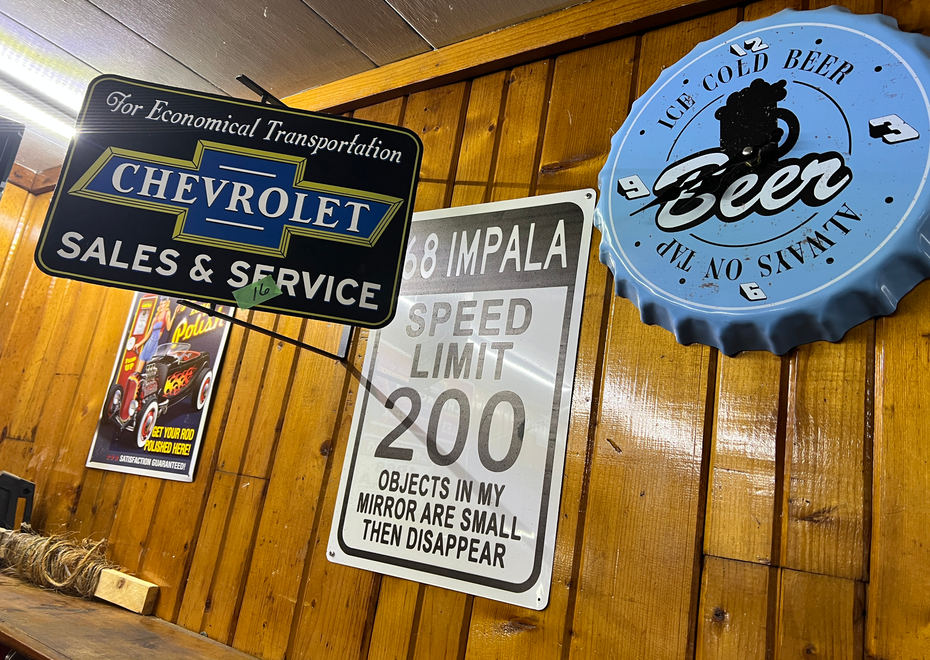 For Economical Transportation
CHEVROLET
SALES & SERVICE
16
68 IMPALA
SPEED
LIMIT
200
OBJECTS IN MY
MIRROR ARE SMALL
THEN DISAPPEAR
12
3
6
9
ICE COLD BEER
Beer
ALWAYS ON TAP
Polish
GET YOUR ROD
POLISHED HERE!
SATISFACTION GUARANTEED!